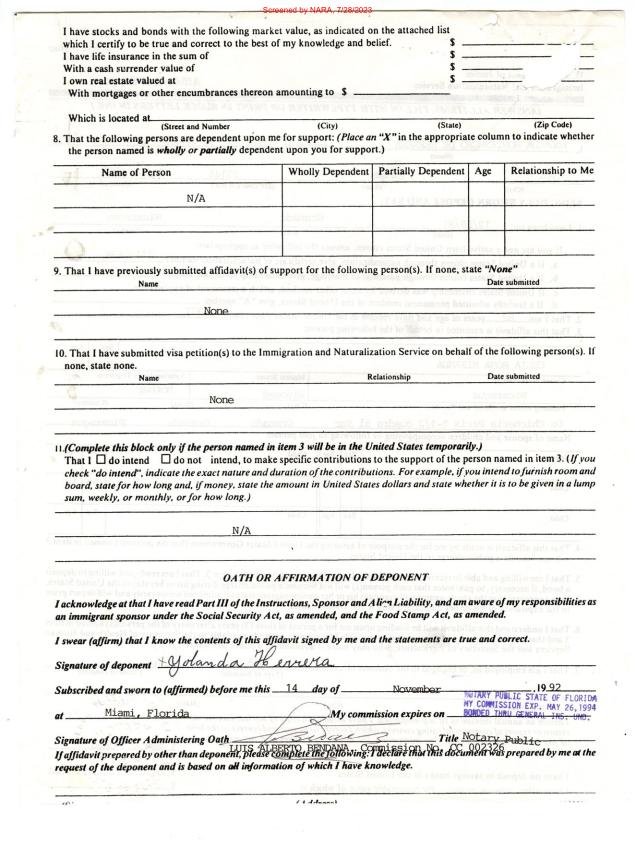 Screened by NARA, 7/28/2023
I have stocks and bonds with the following market value, as indicated on the attached list
which I certify to be true and correct to the best of my knowledge and belief. $
I have life insurance in the sum of $
With a cash surrender value of $
I own real estate valued at $
With mortgages or other encumbrances thereon amounting to $
Which is located at
(Street and Number) (City) (State) (Zip Code)
8. That the following persons are dependent upon me for support: (Place an "X" in the appropriate column to indicate whether
the person named is wholly or partially dependent upon you for support.)
Name of Person Wholly Dependent Partially Dependent Age Relationship to Me
N/A
9. That I have previously submitted affidavit(s) of support for the following person(s). If none, state "None"
Name Date submitted
None
10. That I have submitted visa petition(s) to the Immigration and Naturalization Service on behalf of the following person(s). If
none, state none.
Name Relationship Date submitted
None
11.(Complete this block only if the person named in item 3 will be in the United States temporarily.)
That I ☐ do intend ☐ do not intend, to make specific contributions to the support of the person named in item 3. (If you
check "do intend", indicate the exact nature and duration of the contributions. For example, if you intend to furnish room and
board, state for how long and, if money, state the amount in United States dollars and state whether it is to be given in a lump
sum, weekly, or monthly, or for how long.)
N/A
OATH OR AFFIRMATION OF DEPONENT
I acknowledge at that I have read Part III of the Instructions, Sponsor and Alien Liability, and am aware of my responsibilities as
an immigrant sponsor under the Social Security Act, as amended, and the Food Stamp Act, as amended.
I swear (affirm) that I know the contents of this affidavit signed by me and the statements are true and correct.
Signature of deponent Yolanda Herrera
Subscribed and sworn to (affirmed) before me this 14 day of November ,1992
NOTARY PUBLIC STATE OF FLORIDA
MY COMMISSION EXP. MAY 26,1994
BONDED THRU GENERAL INS. UND.
at Miami, Florida My commission expires on
Signature of Officer Administering Oath Title Notary Public
LUIS ALBERTO BENDANA, Commission No. CC 002326
If affidavit prepared by other than deponent, please complete the following: I declare that this document was prepared by me at the
request of the deponent and is based on all information of which I have knowledge.